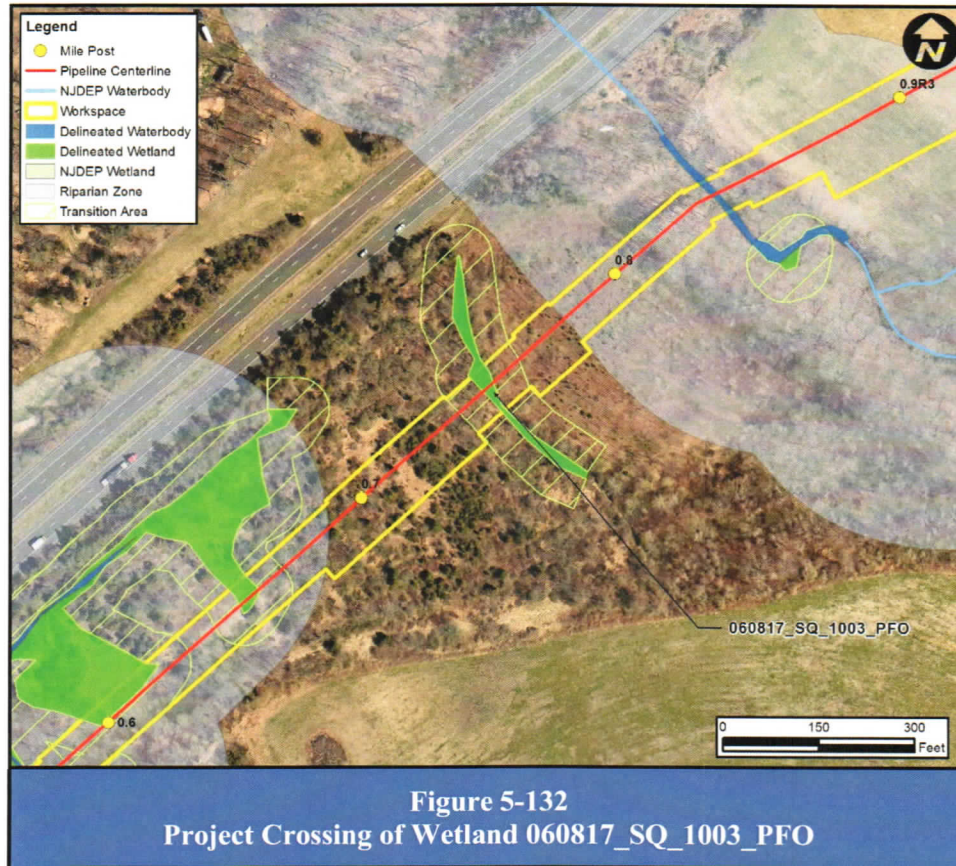 Legend
Mile Post
Pipeline Centerline
NJDEP Waterbody
Workspace
Delineated Waterbody
Delineated Wetland
NJDEP Wetland
Riparian Zone
Transition Area
N
0.9R3
0.8
0.7
060817_SQ_1003_PFO
0.6
0 150 300
Feet
Figure 5-132
Project Crossing of Wetland 060817_SQ_1003_PFO